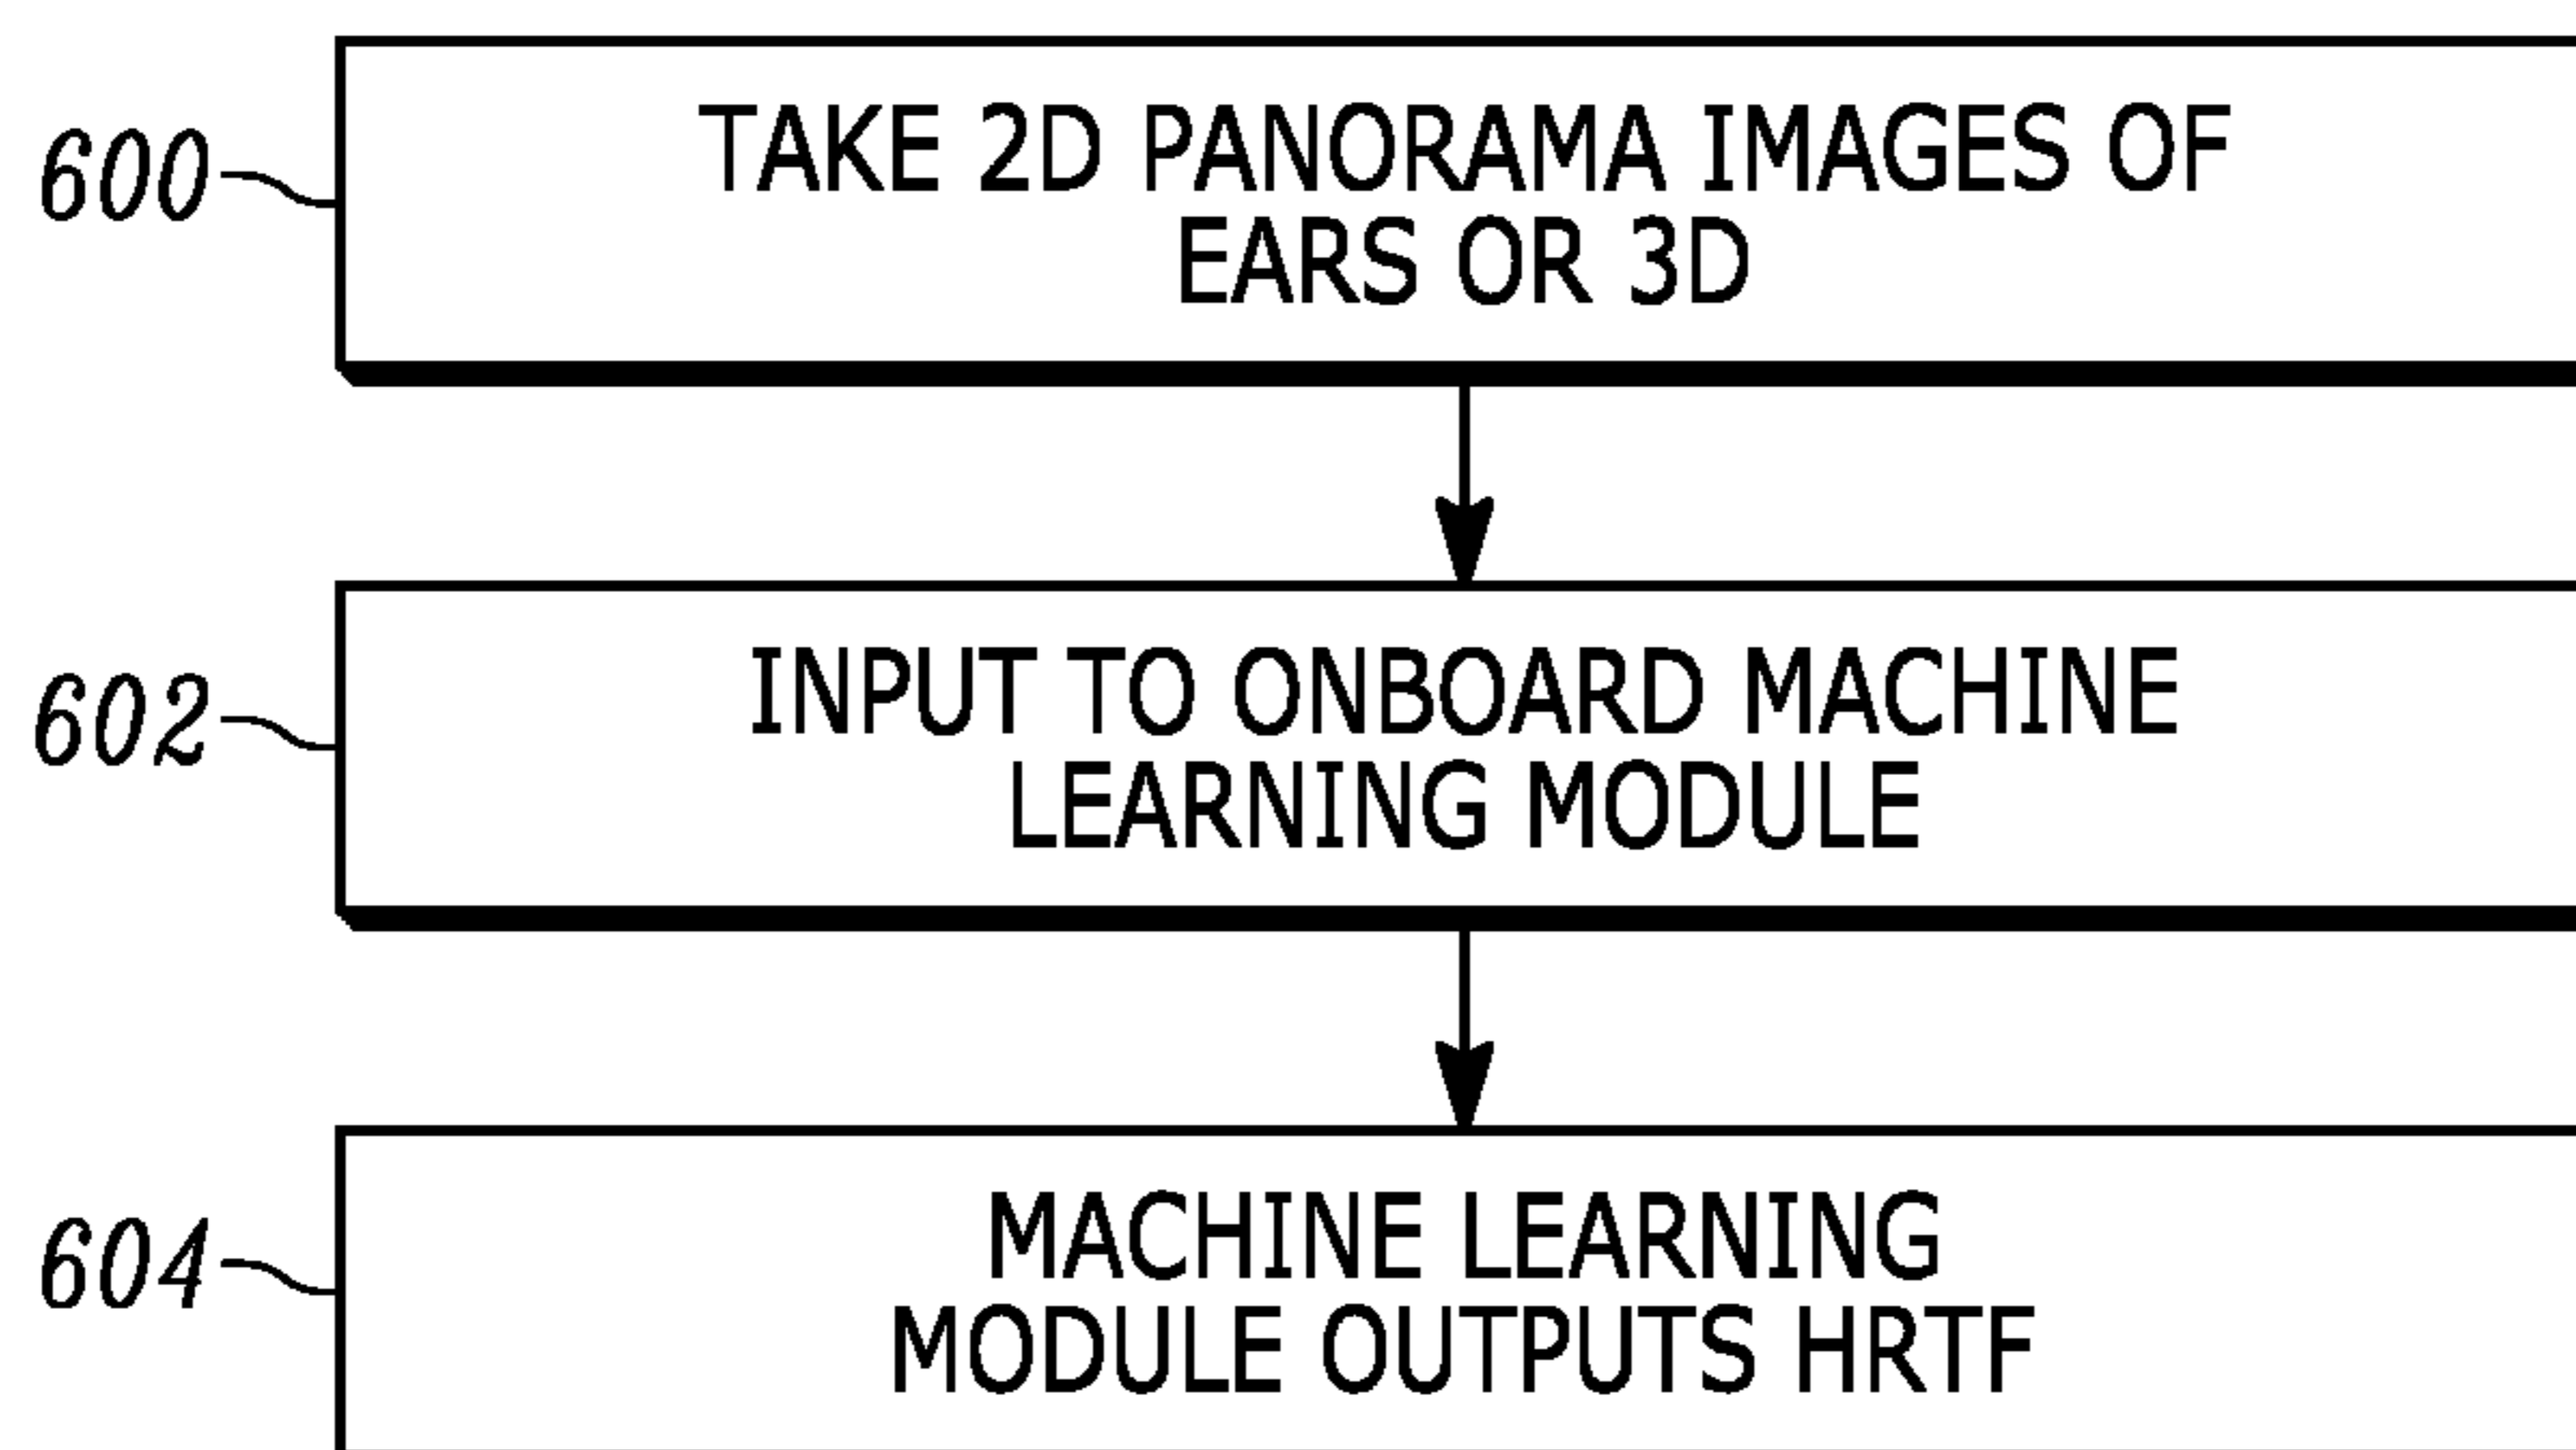 600
TAKE 2D PANORAMA IMAGES OF
EARS OR 3D
602
INPUT TO ONBOARD MACHINE
LEARNING MODULE
604
MACHINE LEARNING
MODULE OUTPUTS HRTF